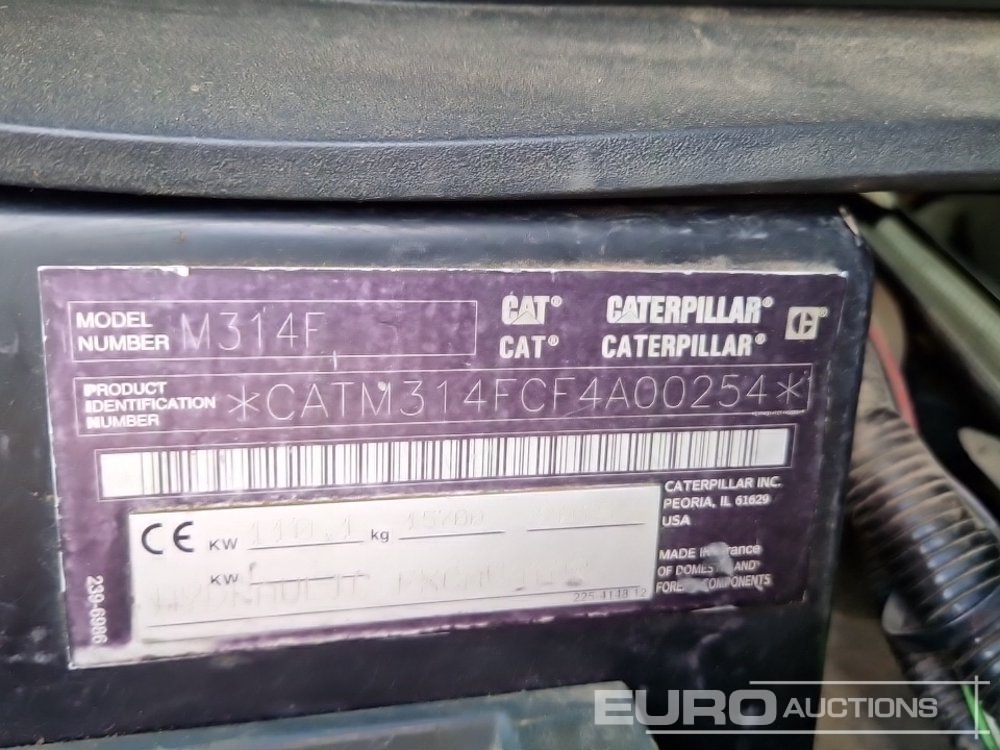 MODEL NUMBER M314F
CAT® CATERPILLAR®
CAT® CATERPILLAR®
PRODUCT IDENTIFICATION NUMBER *CATM314FCF4A00254*
CATERPILLAR INC.
PEORIA, IL 61629
USA
CE KW kg
KW
MADE IN France
OF DOMESTIC AND
FOREIGN COMPONENTS
225-4148 12
239-6986
EURO AUCTIONS